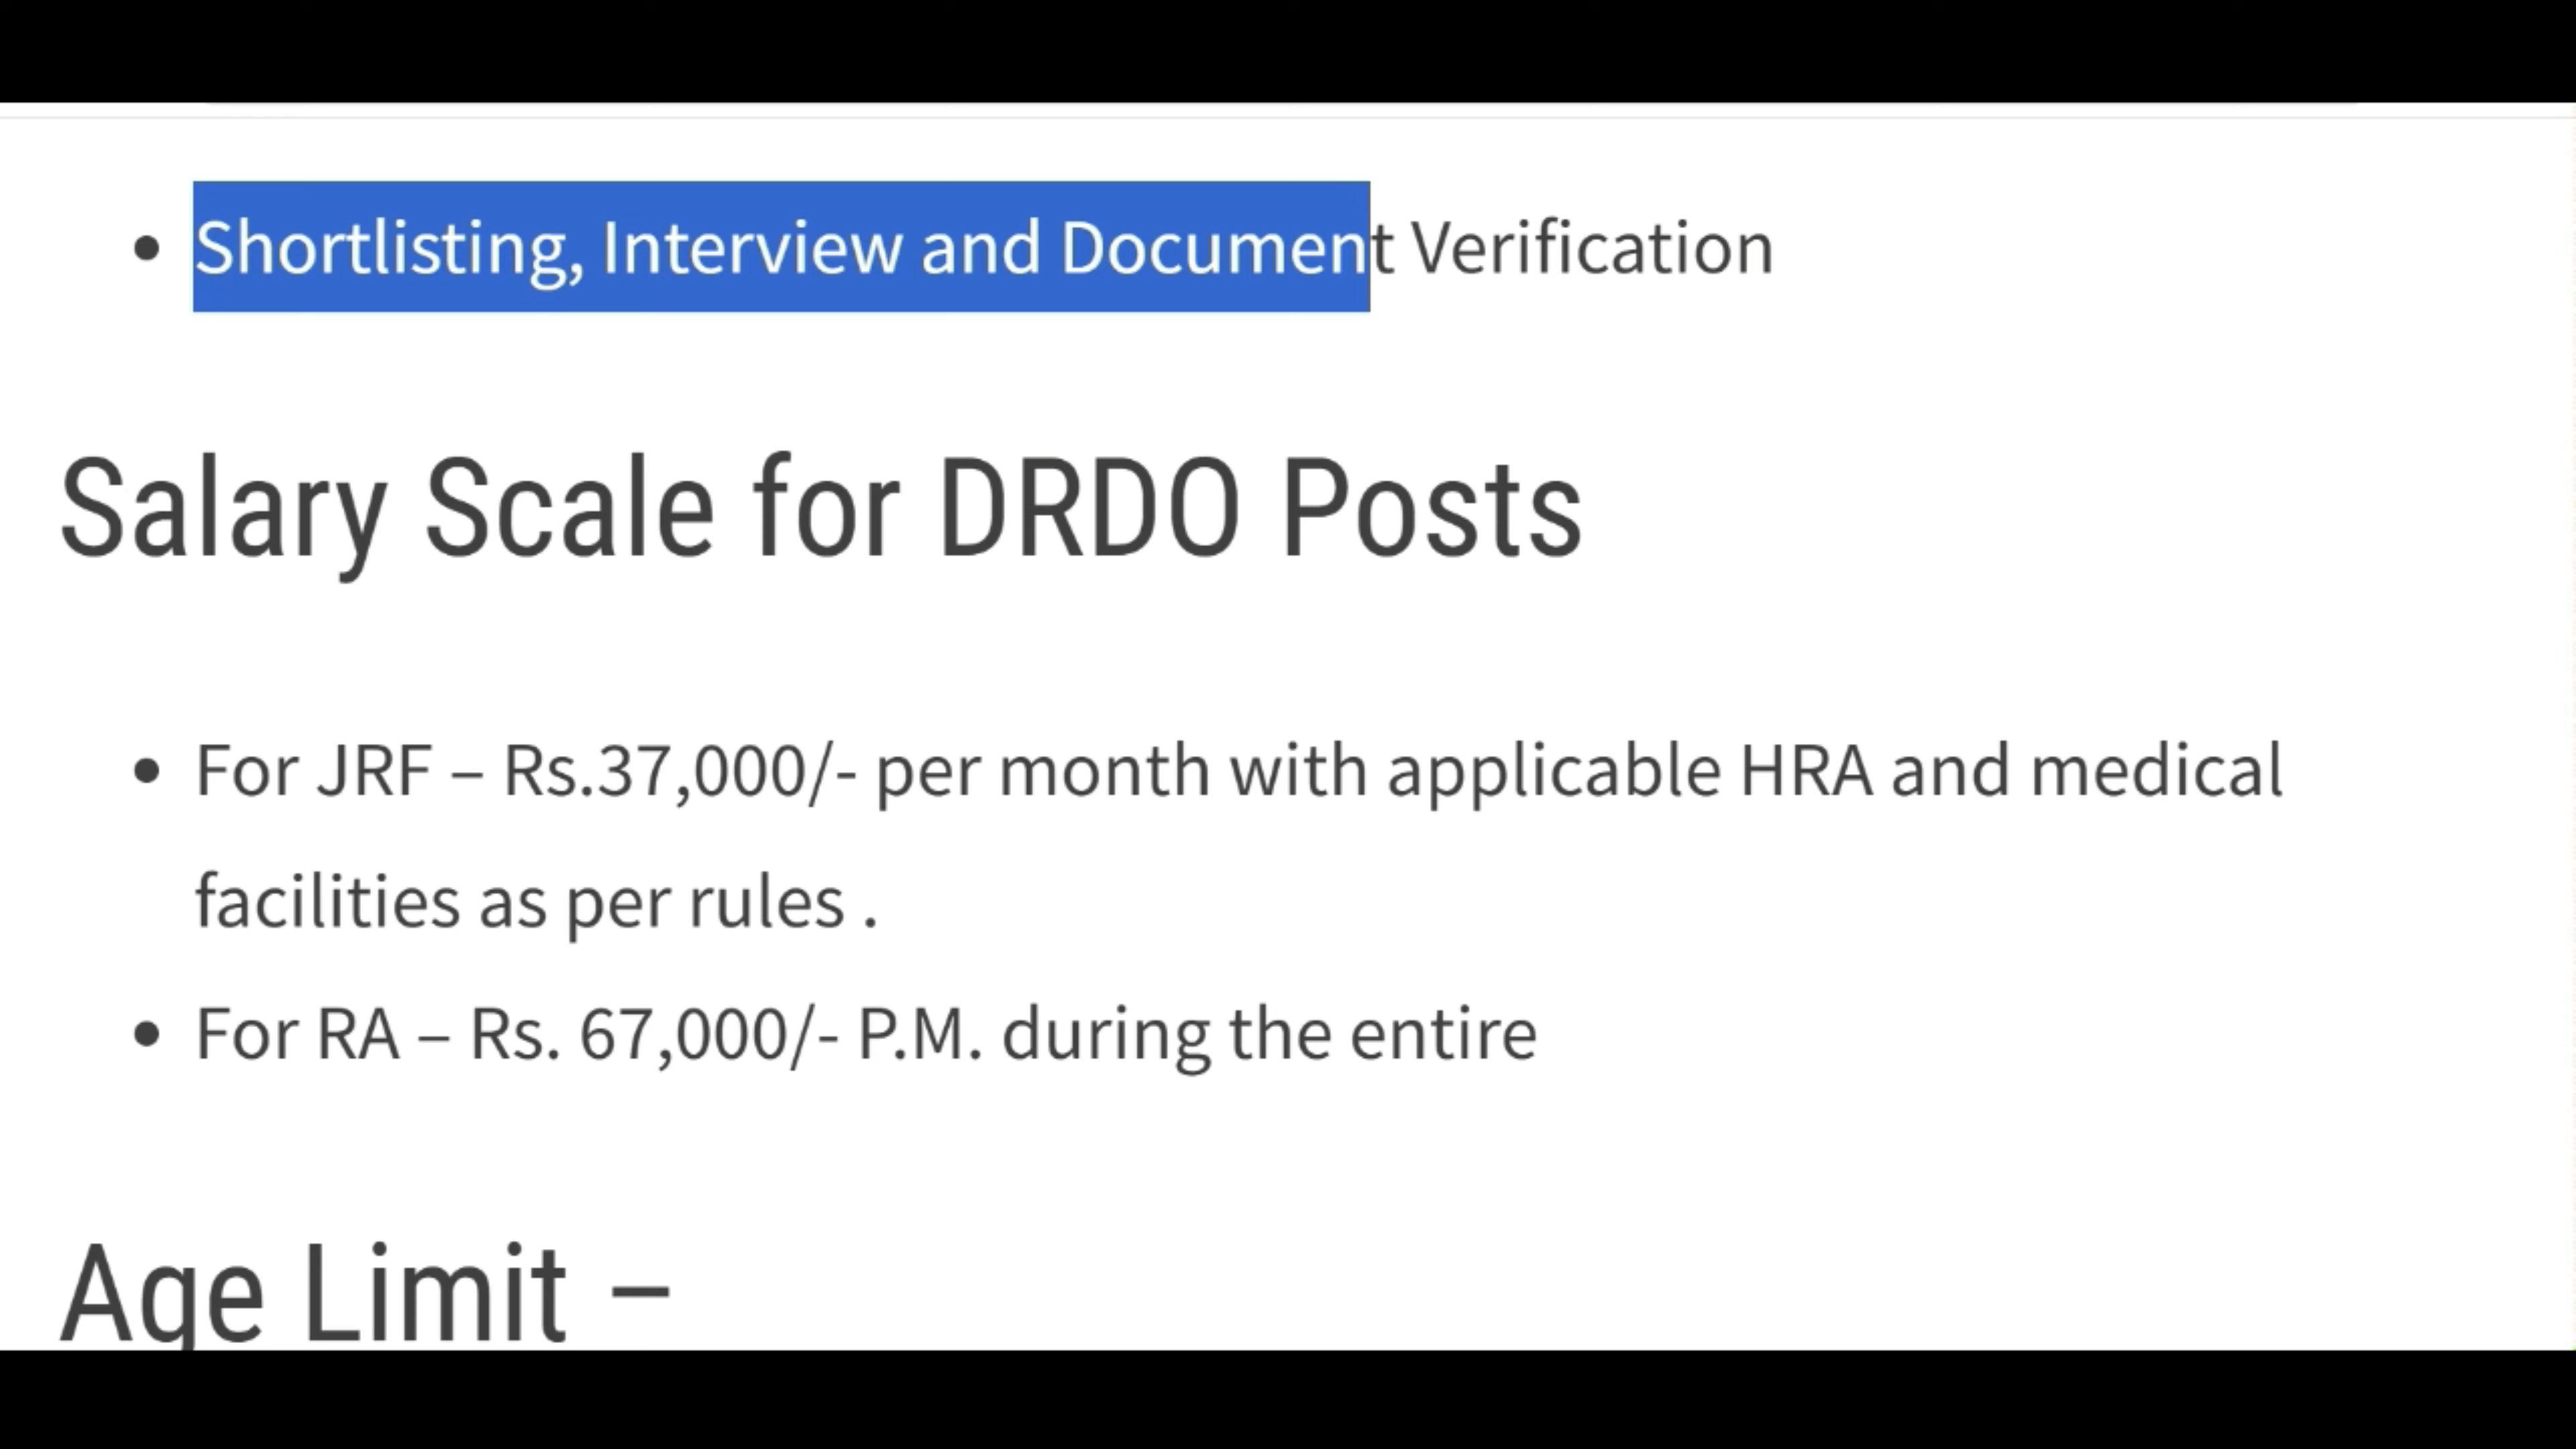 Shortlisting, Interview and Document Verification
Salary Scale for DRDO Posts
For JRF – Rs.37,000/- per month with applicable HRA and medical
facilities as per rules .
For RA – Rs. 67,000/- P.M. during the entire
Age Limit –